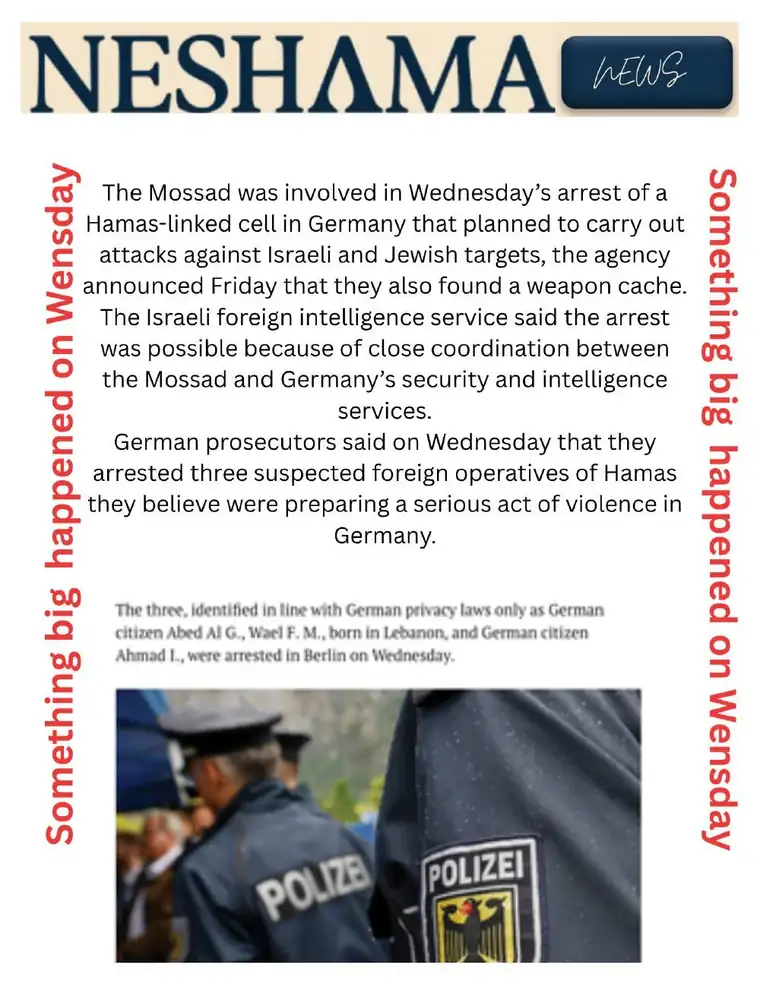 NESHAMA
NEWS
Something big happened on Wensday
The Mossad was involved in Wednesday’s arrest of a
Hamas-linked cell in Germany that planned to carry out
attacks against Israeli and Jewish targets, the agency
announced Friday that they also found a weapon cache.
The Israeli foreign intelligence service said the arrest
was possible because of close coordination between
the Mossad and Germany’s security and intelligence
services.
German prosecutors said on Wednesday that they
arrested three suspected foreign operatives of Hamas
they believe were preparing a serious act of violence in
Germany.
Something big happened on Wensday
The three, identified in line with German privacy laws only as German
citizen Abed Al G., Wael F. M., born in Lebanon, and German citizen
Ahmad I., were arrested in Berlin on Wednesday.
POLIZEI
POLIZEI